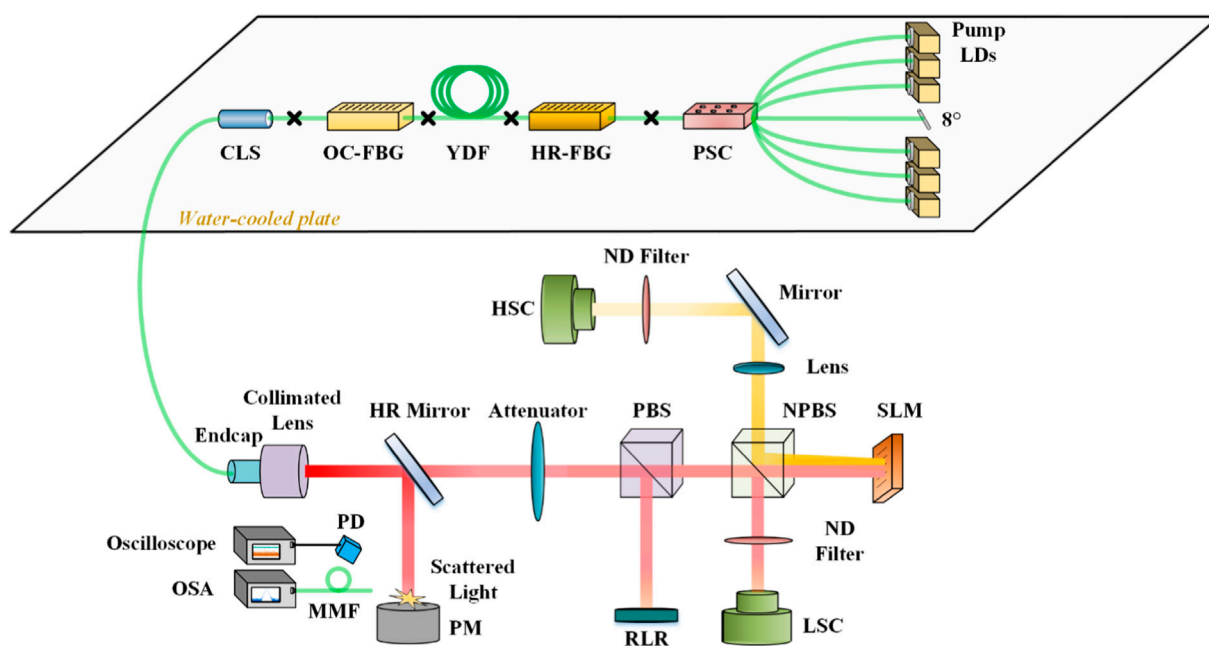 Pump
LDs
8°
CLS
OC-FBG
YDF
HR-FBG
PSC
Water-cooled plate
ND Filter
Mirror
HSC
Lens
Collimated
Lens
HR Mirror
Attenuator
PBS
NPBS
SLM
Endcap
PD
Oscilloscope
OSA
MMF
Scattered
Light
PM
RLR
ND
Filter
LSC